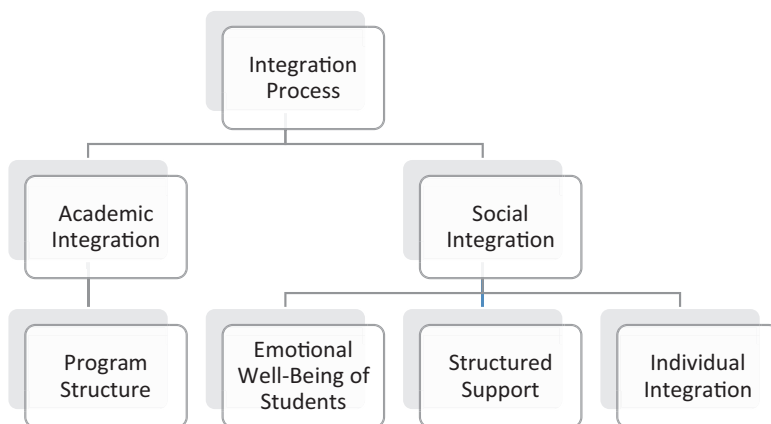 Integration
Process
Academic
Integration
Social
Integration
Program
Structure
Emotional
Well-Being of
Students
Structured
Support
Individual
Integration